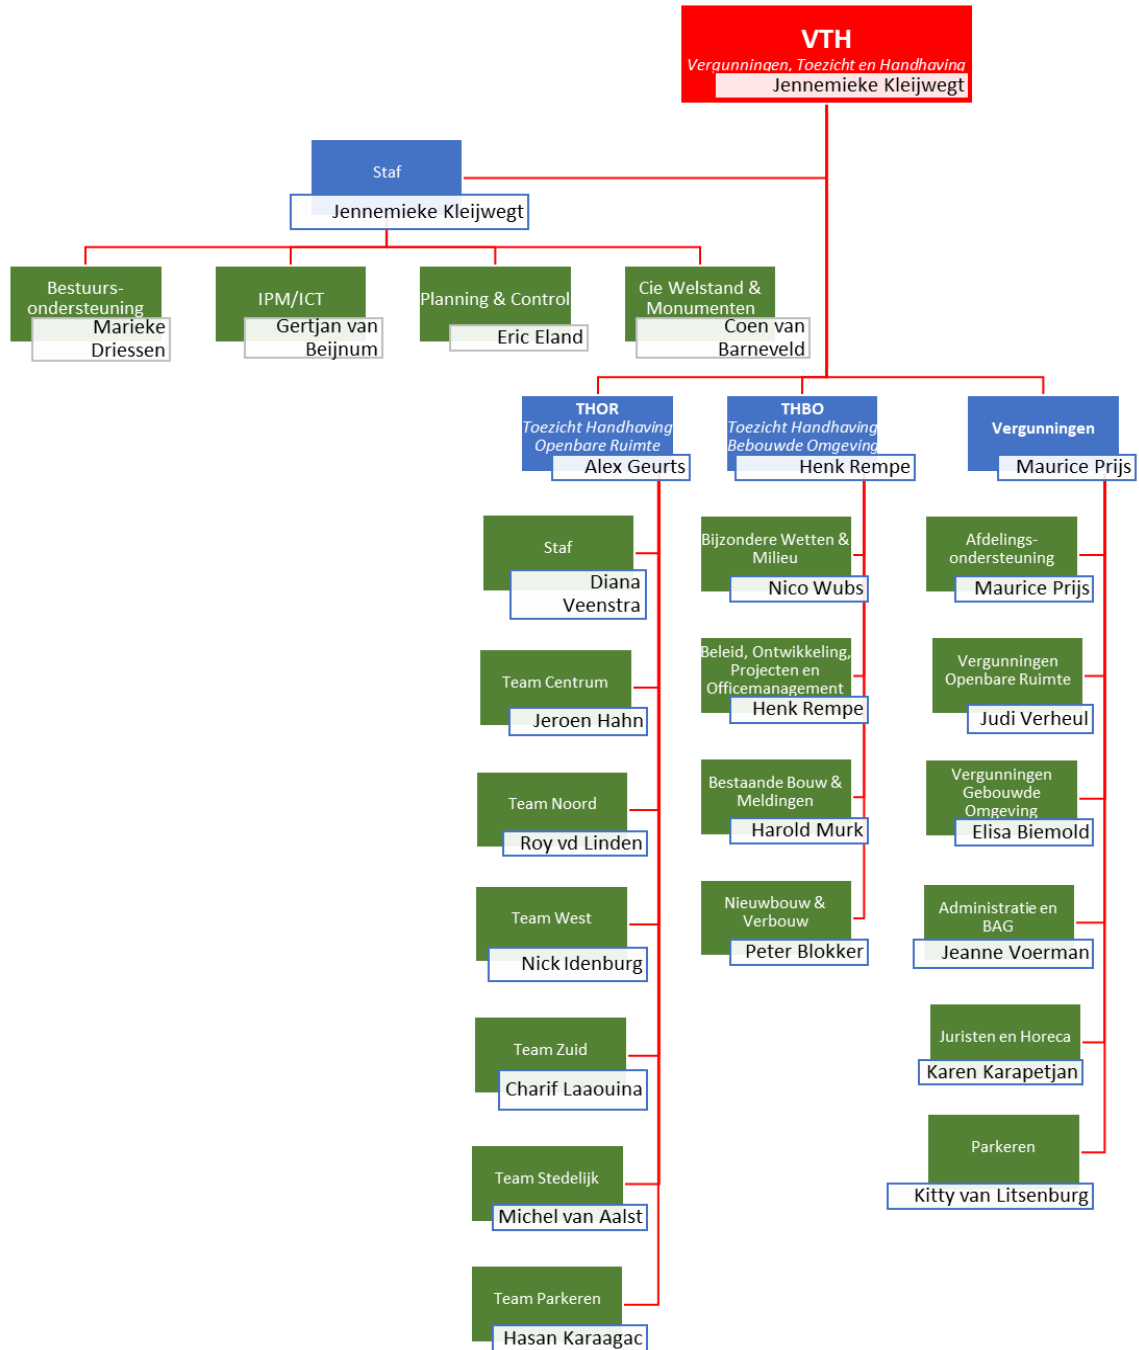 VTH
Vergunningen, Toezicht en Handhaving
Jennemieke Kleijwegt
Staf
Jennemieke Kleijwegt
Bestuurs-
ondersteuning
Marieke
Driessen
IPM/ICT
Gertjan van
Beijnum
Planning & Control
Eric Eland
Cie Welstand &
Monumenten
Coen van
Barneveld
THOR
Toezicht Handhaving
Openbare Ruimte
Alex Geurts
THBO
Toezicht Handhaving
Bebouwde Omgeving
Henk Rempe
Vergunningen
Maurice Prijs
Staf
Diana
Veenstra
Team Centrum
Jeroen Hahn
Team Noord
Roy vd Linden
Team West
Nick Idenburg
Team Zuid
Charif Laaouina
Team Stedelijk
Michel van Aalst
Team Parkeren
Hasan Karaagac
Bijzondere Wetten &
Milieu
Nico Wubs
Beleid, Ontwikkeling,
Projecten en
Officemanagement
Henk Rempe
Bestaande Bouw &
Meldingen
Harold Murk
Nieuwbouw &
Verbouw
Peter Blokker
Afdelings-
ondersteuning
Maurice Prijs
Vergunningen
Openbare Ruimte
Judi Verheul
Vergunningen
Gebouwde
Omgeving
Elisa Biemold
Administratie en
BAG
Jeanne Voerman
Juristen en Horeca
Karen Karapetjan
Parkeren
Kitty van Litsenburg